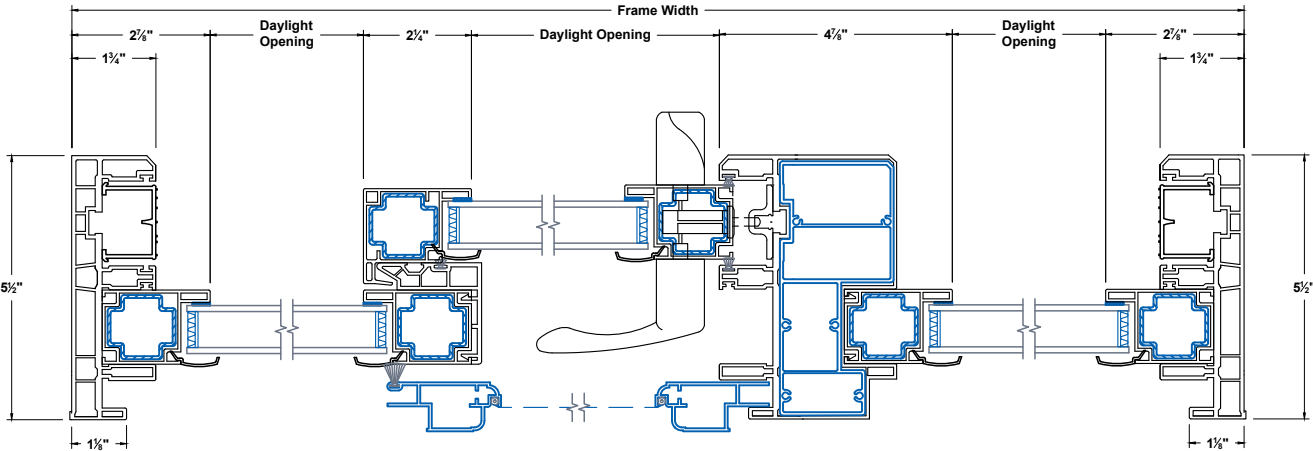 Frame Width
2⅞"
Daylight
Opening
2¼"
Daylight Opening
4⅞"
Daylight
Opening
2⅞"
1¾"
1¾"
5½"
5½"
1⅛"
1⅛"